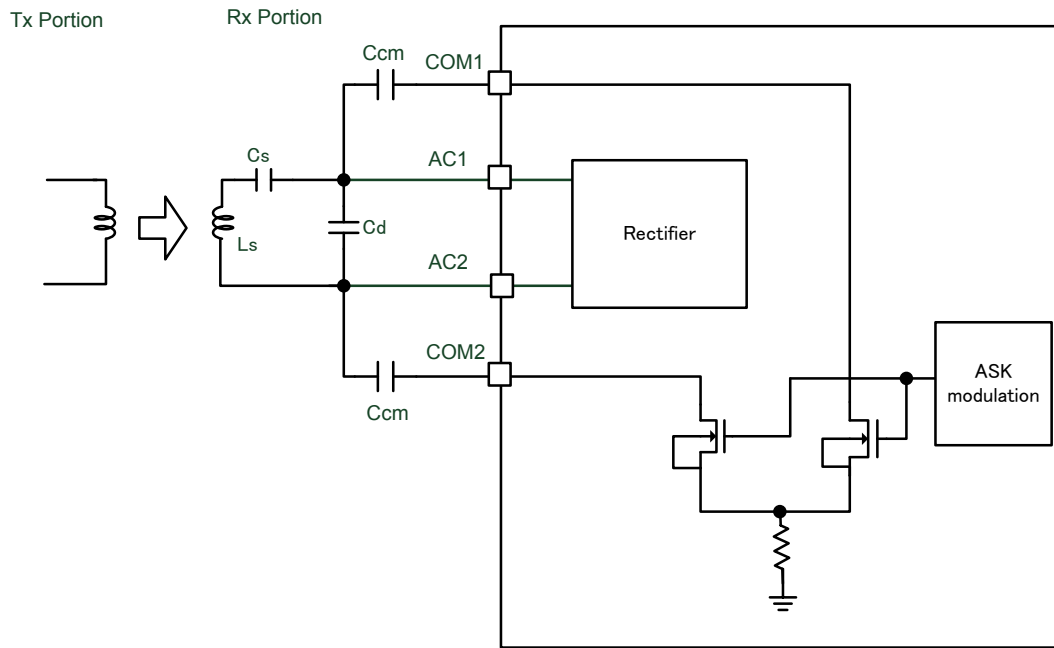 Tx Portion
Rx Portion
Ccm
COM1
Cs
AC1
Ls
Cd
Rectifier
AC2
COM2
Ccm
ASK
modulation